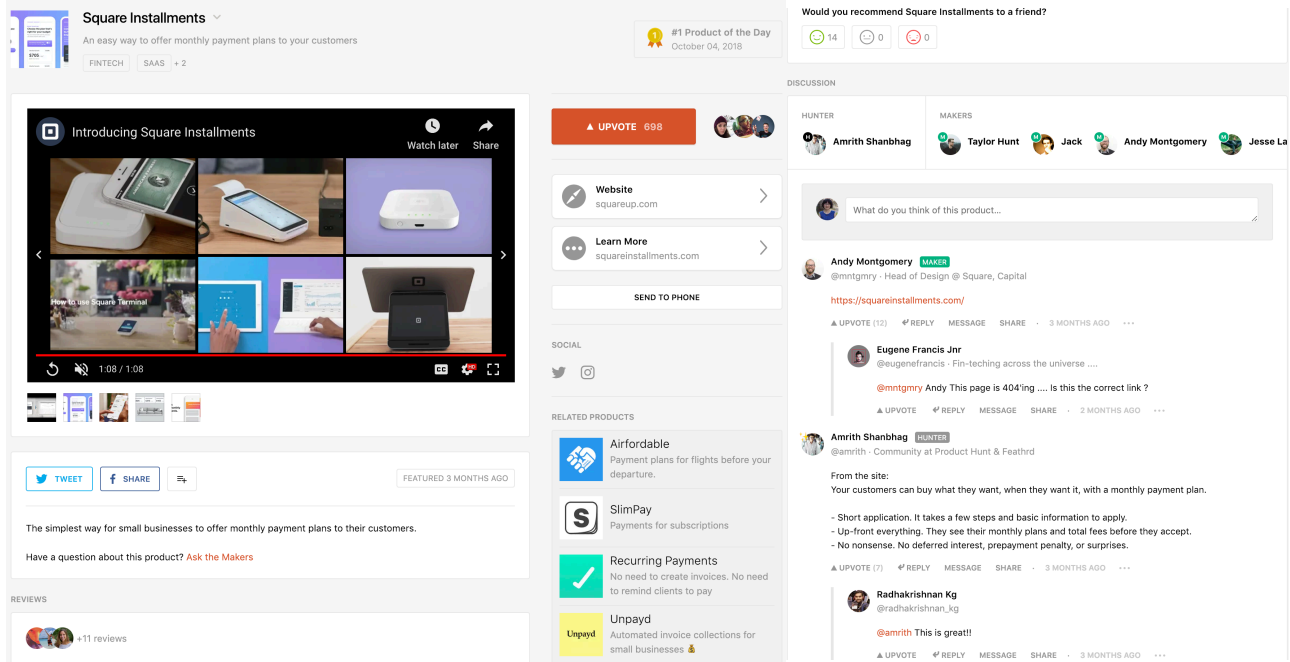 Square Installments
An easy way to offer monthly payment plans to your customers
FINTECH SAAS + 2
1
#1 Product of the Day
October 04, 2018
Introducing Square Installments
Watch later
Share
How to use Square Terminal
1:08 / 1:08
CC
HD
TWEET
SHARE
FEATURED 3 MONTHS AGO
The simplest way for small businesses to offer monthly payment plans to their customers.
Have a question about this product? Ask the Makers
REVIEWS
+11 reviews
UPVOTE 698
Website
squareup.com
Learn More
squareinstallments.com
SEND TO PHONE
SOCIAL
RELATED PRODUCTS
Airfordable
Payment plans for flights before your
departure.
S
SlimPay
Payments for subscriptions
Recurring Payments
No need to create invoices. No need
to remind clients to pay
Unpayd
Unpayd
Automated invoice collections for
small businesses 💰
Would you recommend Square Installments to a friend?
14
0
0
DISCUSSION
HUNTER
H
Amrith Shanbhag
MAKERS
M Taylor Hunt M Jack M Andy Montgomery M Jesse La
What do you think of this product...
Andy Montgomery MAKER
@mntgmry · Head of Design @ Square, Capital
https://squareinstallments.com/
UPVOTE (12) REPLY MESSAGE SHARE · 3 MONTHS AGO ···
Eugene Francis Jnr
@eugenefrancis · Fin-teching across the universe ....
@mntgmry Andy This page is 404'ing .... Is this the correct link ?
UPVOTE REPLY MESSAGE SHARE · 2 MONTHS AGO ···
Amrith Shanbhag HUNTER
@amrith · Community at Product Hunt & Feathrd
From the site:
Your customers can buy what they want, when they want it, with a monthly payment plan.
- Short application. It takes a few steps and basic information to apply.
- Up-front everything. They see their monthly plans and total fees before they accept.
- No nonsense. No deferred interest, prepayment penalty, or surprises.
UPVOTE (7) REPLY MESSAGE SHARE · 3 MONTHS AGO ···
Radhakrishnan Kg
@radhakrishnan_kg
@amrith This is great!!
UPVOTE REPLY MESSAGE SHARE · 3 MONTHS AGO ···